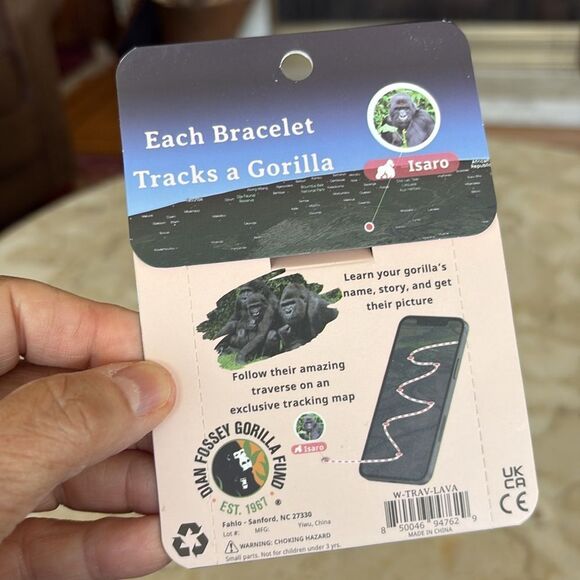 Each Bracelet
Tracks a Gorilla
Isaro
Learn your gorilla's
name, story, and get
their picture
Follow their amazing
traverse on an
exclusive tracking map
Isaro
DIAN FOSSEY GORILLA FUND
EST. 1967
®
Fahlo - Sanford, NC 27330
Lot #: MFG. Yiwu, China
WARNING: CHOKING HAZARD
Small parts. Not for children under 3 yrs.
W-TRAV-LAVA
8 50046 94762 9
MADE IN CHINA
UK
CA
CE